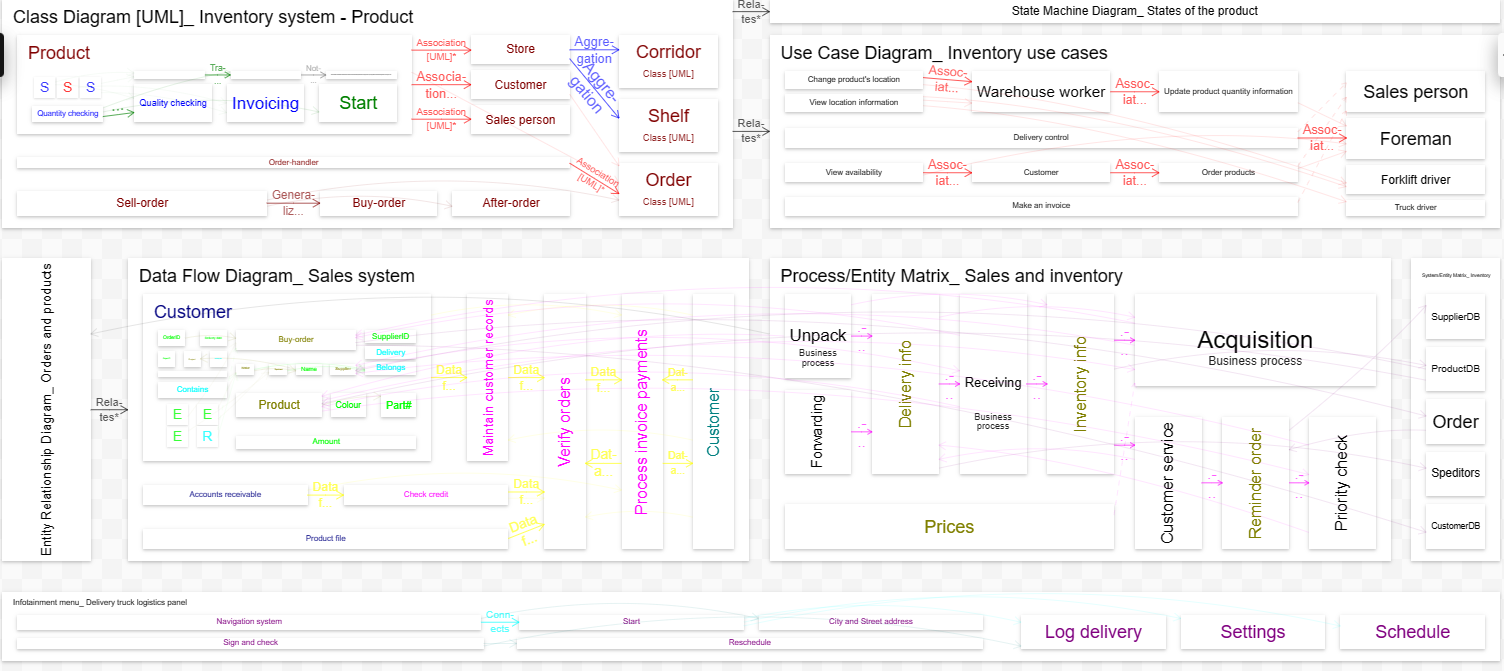 Class Diagram [UML]_ Inventory system - Product
Product
S S S
Quantity checking
Tra-
...
Not-
Quality checking
Invoicing
Start
Association
[UML]*
Store
Associa-
tion...
Customer
Association
[UML]*
Sales person
Aggre-
gation
Aggre-
gation
Corridor
Class [UML]
Shelf
Class [UML]
Order-handler
Association
[UML]*
Order
Class [UML]
Sell-order
Genera-
liz...
Buy-order
After-order
Rela-
tes*
State Machine Diagram_ States of the product
Rela-
tes*
Use Case Diagram_ Inventory use cases
Change product's location
View location information
Assoc-
iat...
Warehouse worker
Assoc-
iat...
Update product quantity information
Sales person
Delivery control
Assoc-
iat...
Foreman
View availability
Assoc-
iat...
Customer
Assoc-
iat...
Order products
Forklift driver
Make an invoice
Truck driver
Entity Relationship Diagram_ Orders and products
Rela-
tes*
Data Flow Diagram_ Sales system
Customer
OrderID
Buy-order
SupplierID
Delivery
Belongs
Name
Supplier
Contains
E E
E R
Product
Colour
Part#
Amount
Data
f...
Maintain customer records
Data
f...
Verify orders
Data
f...
Process invoice payments
Dat-
a...
Customer
Dat-
a...
Dat-
a...
Accounts receivable
Data
f...
Check credit
Data
f...
Product file
Data
f...
Process/Entity Matrix_ Sales and inventory
Unpack
Business
process
Forwarding
Delivery info
Receiving
Business
process
Inventory info
Acquisition
Business process
Customer service
Reminder order
Priority check
Prices
System/Entity Matrix_ Inventory
SupplierDB
ProductDB
Order
Speditors
CustomerDB
Infotainment menu_ Delivery truck logistics panel
Navigation system
Conn-
ects
Start
City and Street address
Sign and check
Reschedule
Log delivery
Settings
Schedule